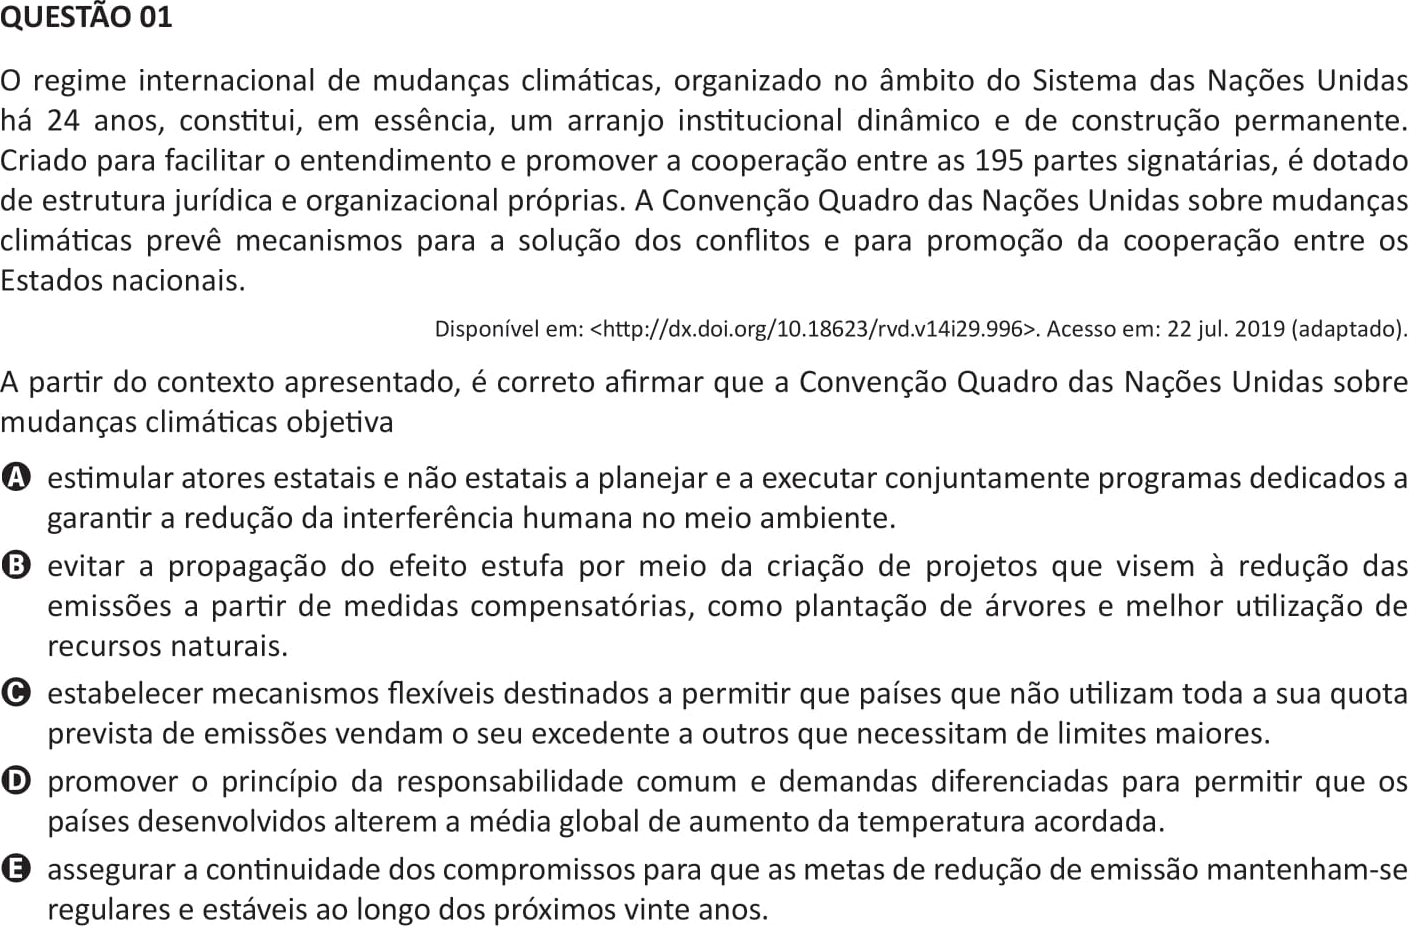 QUESTÃO 01
O regime internacional de mudanças climáticas, organizado no âmbito do Sistema das Nações Unidas
há 24 anos, constitui, em essência, um arranjo institucional dinâmico e de construção permanente.
Criado para facilitar o entendimento e promover a cooperação entre as 195 partes signatárias, é dotado
de estrutura jurídica e organizacional próprias. A Convenção Quadro das Nações Unidas sobre mudanças
climáticas prevê mecanismos para a solução dos conflitos e para promoção da cooperação entre os
Estados nacionais.
Disponível em: <http://dx.doi.org/10.18623/rvd.v14i29.996>. Acesso em: 22 jul. 2019 (adaptado).
A partir do contexto apresentado, é correto afirmar que a Convenção Quadro das Nações Unidas sobre
mudanças climáticas objetiva
A estimular atores estatais e não estatais a planejar e a executar conjuntamente programas dedicados a
garantir a redução da interferência humana no meio ambiente.
B evitar a propagação do efeito estufa por meio da criação de projetos que visem à redução das
emissões a partir de medidas compensatórias, como plantação de árvores e melhor utilização de
recursos naturais.
C estabelecer mecanismos flexíveis destinados a permitir que países que não utilizam toda a sua quota
prevista de emissões vendam o seu excedente a outros que necessitam de limites maiores.
D promover o princípio da responsabilidade comum e demandas diferenciadas para permitir que os
países desenvolvidos alterem a média global de aumento da temperatura acordada.
E assegurar a continuidade dos compromissos para que as metas de redução de emissão mantenham-se
regulares e estáveis ao longo dos próximos vinte anos.